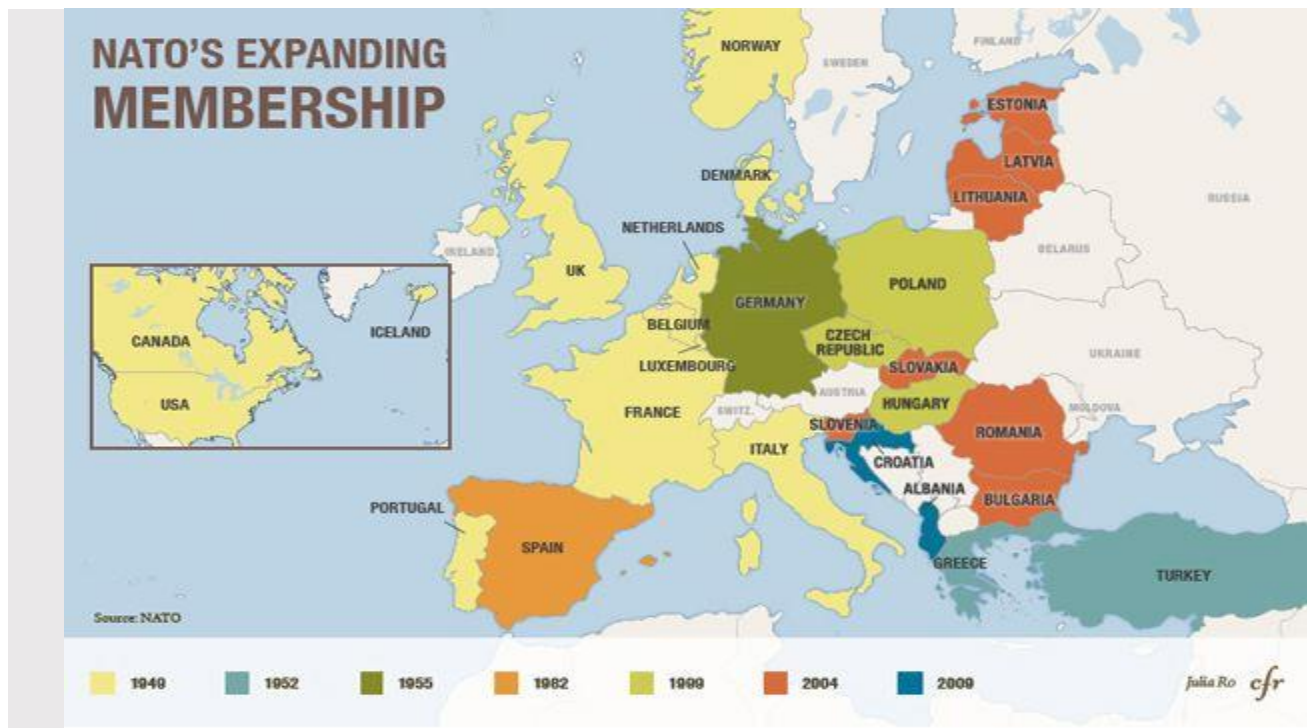 NATO'S EXPANDING
MEMBERSHIP
NORWAY
SWEDEN
FINLAND
ESTONIA
LATVIA
LITHUANIA
RUSSIA
DENMARK
NETHERLANDS
IRELAND
UK
BELARUS
POLAND
GERMANY
BELGIUM
CZECH
REPUBLIC
LUXEMBOURG
SLOVAKIA
UKRAINE
CANADA
ICELAND
USA
AUSTRIA
HUNGARY
FRANCE
SWITZ.
MOLDOVA
SLOVENIA
ROMANIA
ITALY
CROATIA
ALBANIA
BULGARIA
PORTUGAL
SPAIN
GREECE
TURKEY
Source: NATO
1949
1952
1955
1982
1999
2004
2009
Julia Ro
cfr